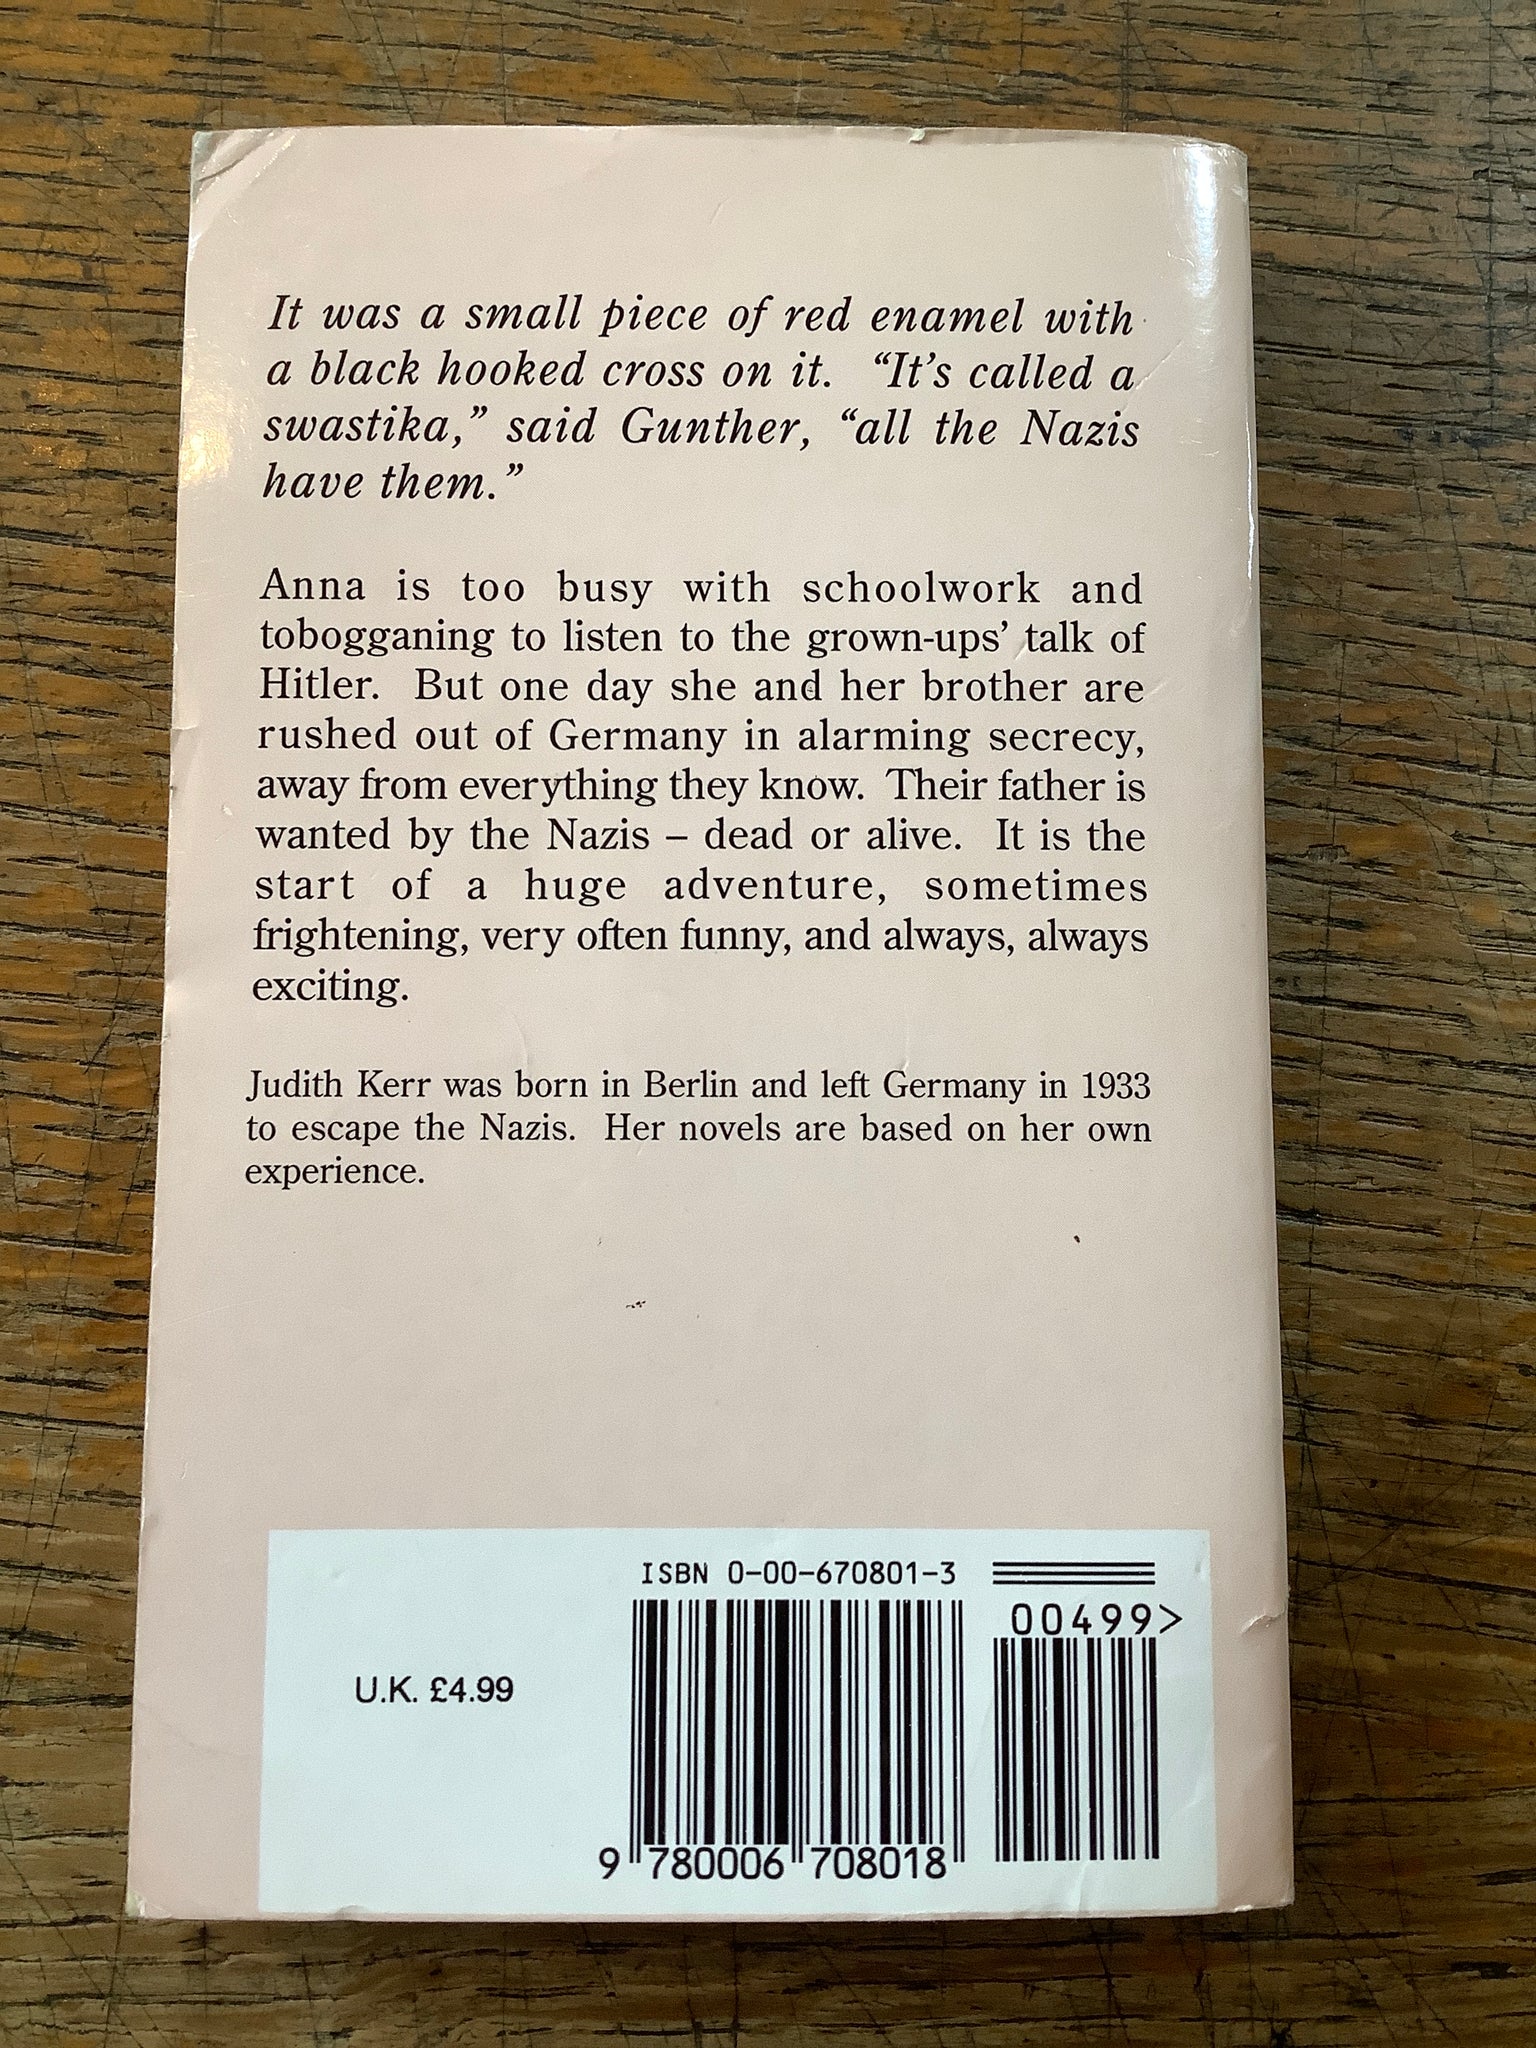 It was a small piece of red enamel with
a black hooked cross on it. “It’s called a
swastika,” said Gunther, “all the Nazis
have them.”
Anna is too busy with schoolwork and
tobogganing to listen to the grown-ups’ talk of
Hitler. But one day she and her brother are
rushed out of Germany in alarming secrecy,
away from everything they know. Their father is
wanted by the Nazis – dead or alive. It is the
start of a huge adventure, sometimes
frightening, very often funny, and always, always
exciting.
Judith Kerr was born in Berlin and left Germany in 1933
to escape the Nazis. Her novels are based on her own
experience.
ISBN 0-00-670801-3
00499>
U.K. £4.99
9 780006 708018